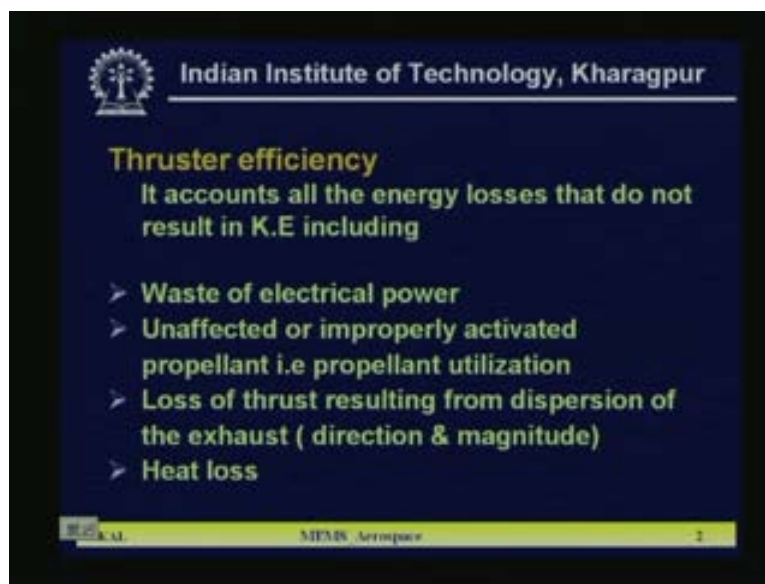 Indian Institute of Technology, Kharagpur
Thruster efficiency
It accounts all the energy losses that do not
result in K.E including
➢ Waste of electrical power
➢ Unaffected or improperly activated
propellant i.e propellant utilization
➢ Loss of thrust resulting from dispersion of
the exhaust ( direction & magnitude)
➢ Heat loss
KAL MEMS_Aerospace 2